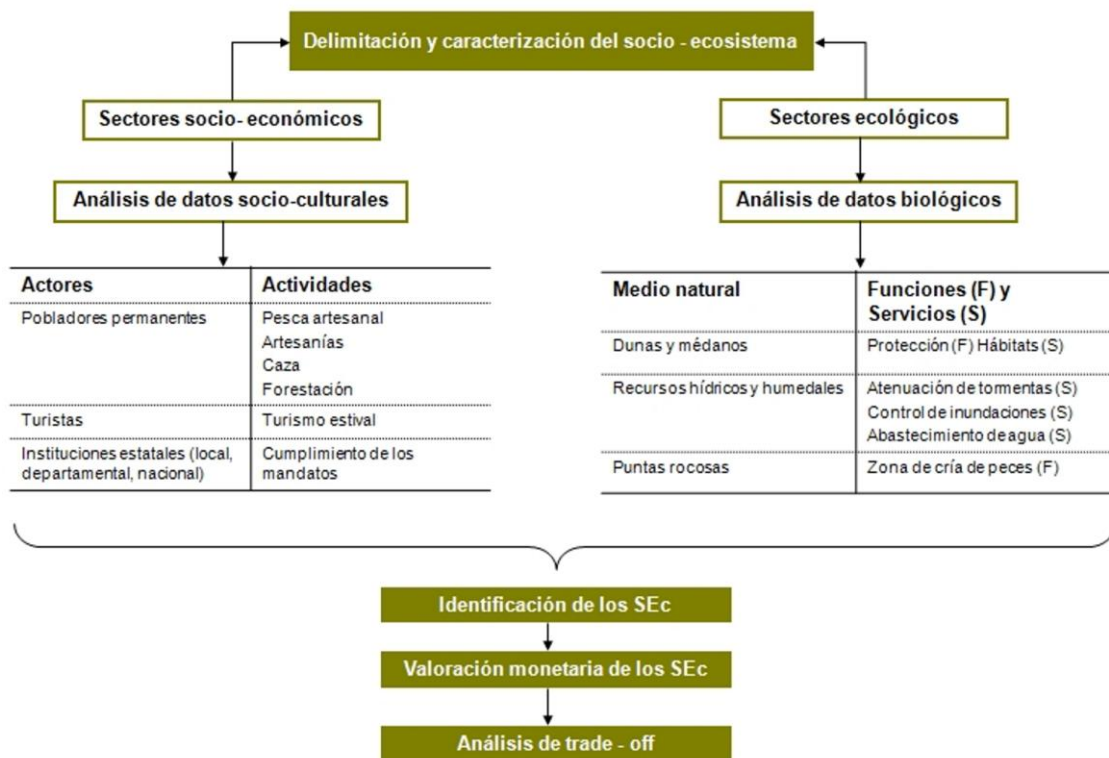 Delimitación y caracterización del socio - ecosistema
Sectores socio- económicos
Sectores ecológicos
Análisis de datos socio-culturales
Análisis de datos biológicos
Actores
Actividades
Pobladores permanentes
Pesca artesanal
Artesanías
Caza
Forestación
Turistas
Turismo estival
Instituciones estatales (local,
departamental, nacional)
Cumplimiento de los
mandatos
Medio natural
Funciones (F) y
Servicios (S)
Dunas y médanos
Protección (F) Hábitats (S)
Recursos hídricos y humedales
Atenuación de tormentas (S)
Control de inundaciones (S)
Abastecimiento de agua (S)
Puntas rocosas
Zona de cría de peces (F)
Identificación de los SEc
Valoración monetaria de los SEc
Análisis de trade - off